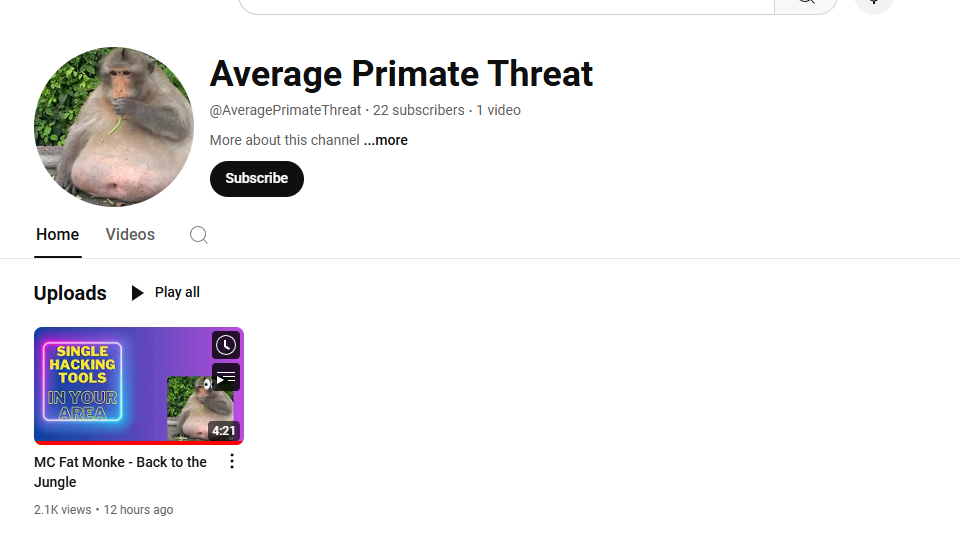 Average Primate Threat
@AveragePrimateThreat • 22 subscribers • 1 video
More about this channel ...more
Subscribe
Home Videos
Uploads Play all
SINGLE
HACKING
TOOLS
IN YOUR
AREA
4:21
MC Fat Monke - Back to the
Jungle
2.1K views • 12 hours ago